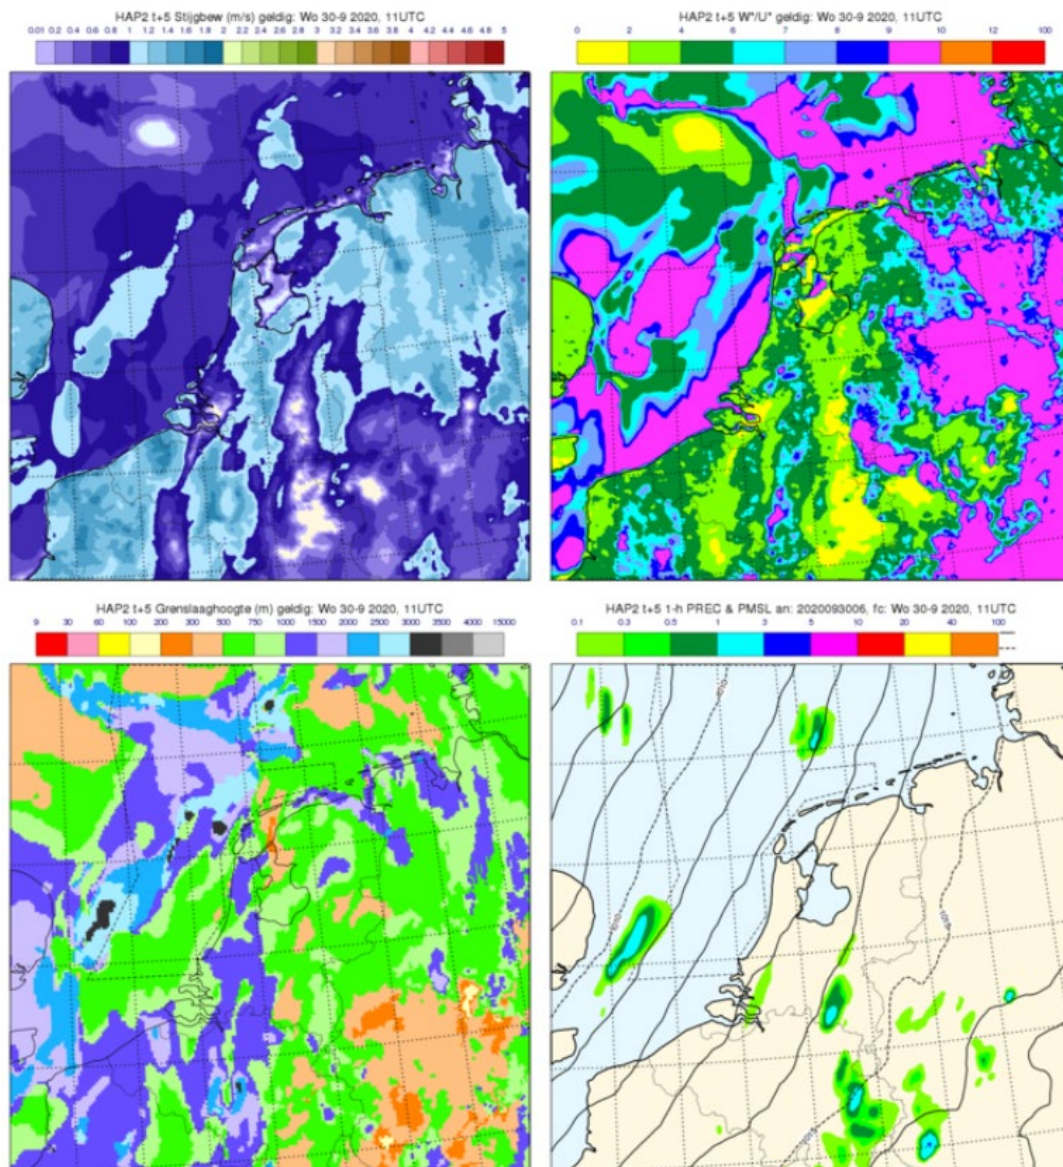 HAP2 t+5 Stijgbew (m/s) geldig: Wo 30-9 2020, 11UTC
0.01 0.2 0.4 0.6 0.8 1 1.2 1.4 1.6 1.8 2 2.2 2.4 2.6 2.8 3 3.2 3.4 3.6 3.8 4 4.2 4.4 4.6 4.8 5
HAP2 t+5 W*/U* geldig: Wo 30-9 2020, 11UTC
0 2 4 5 6 7 8 9 10 12 100
HAP2 t+5 Grenslaaghoogte (m) geldig: Wo 30-9 2020, 11UTC
9 30 60 100 200 300 500 750 1000 1500 2000 2500 3000 3500 4000 15000
HAP2 t+5 1-h PREC & PMSL an: 2020093006, fc: Wo 30-9 2020, 11UTC
0.1 0.3 0.5 1 3 5 10 20 40 100
1010
1010
1015
1015